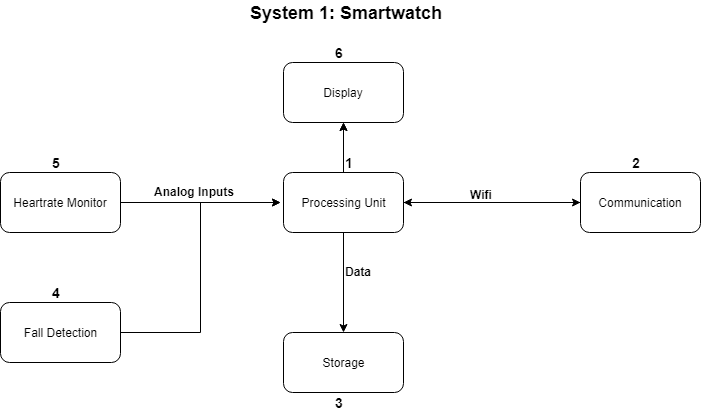 System 1: Smartwatch
6
Display
5
Heartrate Monitor
Analog Inputs
1
Processing Unit
Wifi
2
Communication
4
Fall Detection
Data
Storage
3